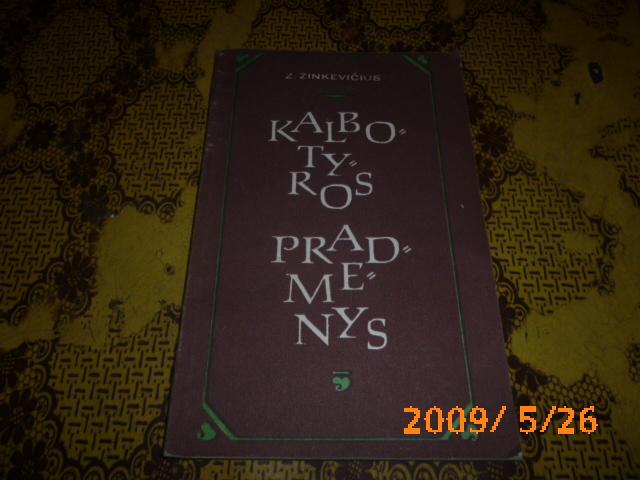 Z. ZINKEVIČIUS
KALBO=
TY=
ROS
PRAD=
ME=
NYS
2009/ 5/26